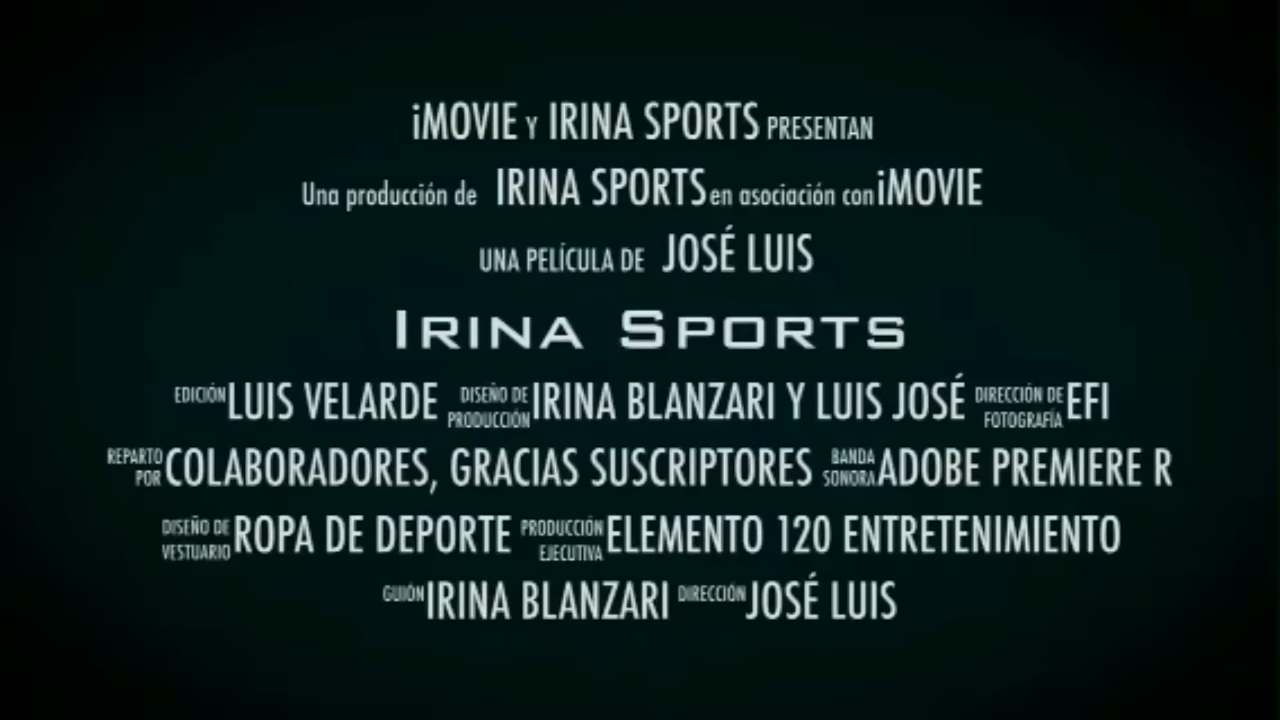 iMOVIE Y IRINA SPORTS PRESENTAN
Una producción de IRINA SPORTS en asociación con iMOVIE
UNA PELÍCULA DE JOSÉ LUIS
IRINA SPORTS
EDICIÓN LUIS VELARDE DISEÑO DE PRODUCCIÓN IRINA BLANZARI Y LUIS JOSÉ DIRECCIÓN DE FOTOGRAFÍA EFI
REPARTO POR COLABORADORES, GRACIAS SUSCRIPTORES BANDA SONORA ADOBE PREMIERE R
DISEÑO DE VESTUARIO ROPA DE DEPORTE PRODUCCIÓN EJECUTIVA ELEMENTO 120 ENTRETENIMIENTO
GUIÓN IRINA BLANZARI DIRECCIÓN JOSÉ LUIS